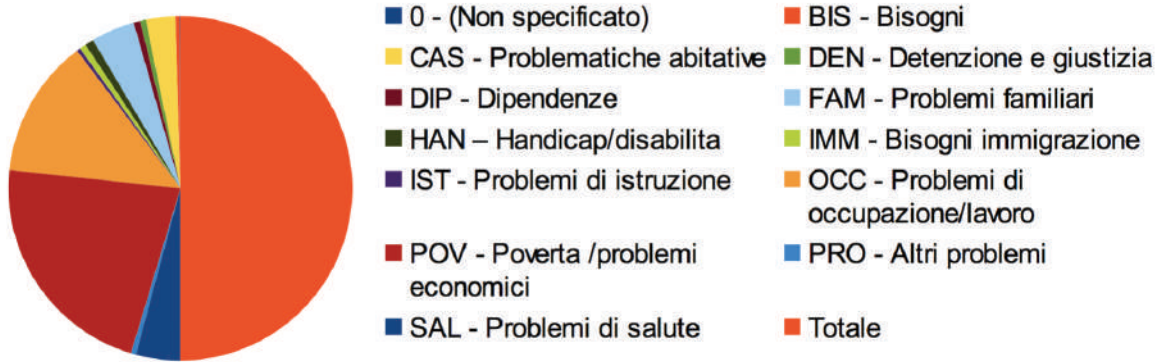 0 - (Non specificato)
BIS - Bisogni
CAS - Problematiche abitative
DEN - Detenzione e giustizia
DIP - Dipendenze
FAM - Problemi familiari
HAN – Handicap/disabilita
IMM - Bisogni immigrazione
IST - Problemi di istruzione
OCC - Problemi di
occupazione/lavoro
POV - Poverta /problemi
economici
PRO - Altri problemi
SAL - Problemi di salute
Totale